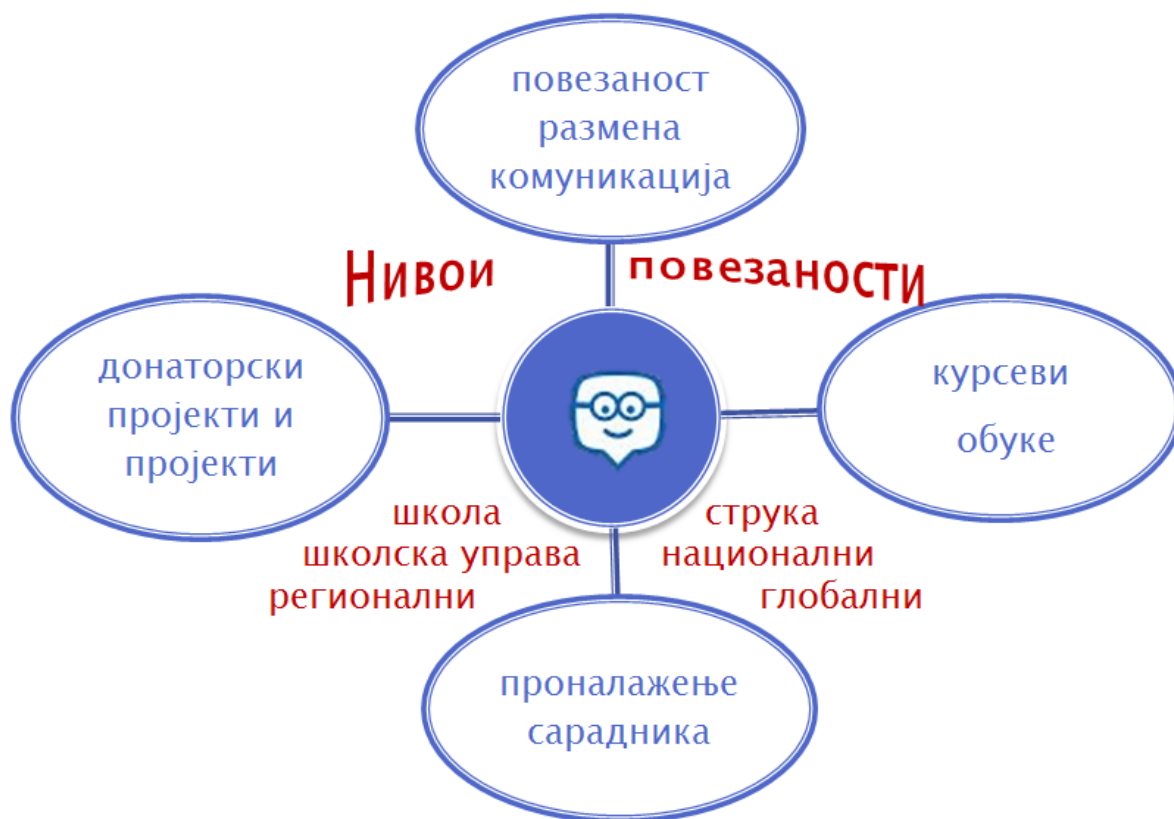 повезаност
размена
комуникација
Нивои повезаности
донаторски
пројекти и
пројекти
курсеви
обуке
школа
школска управа
регионални
струка
национални
глобални
проналажење
сарадника